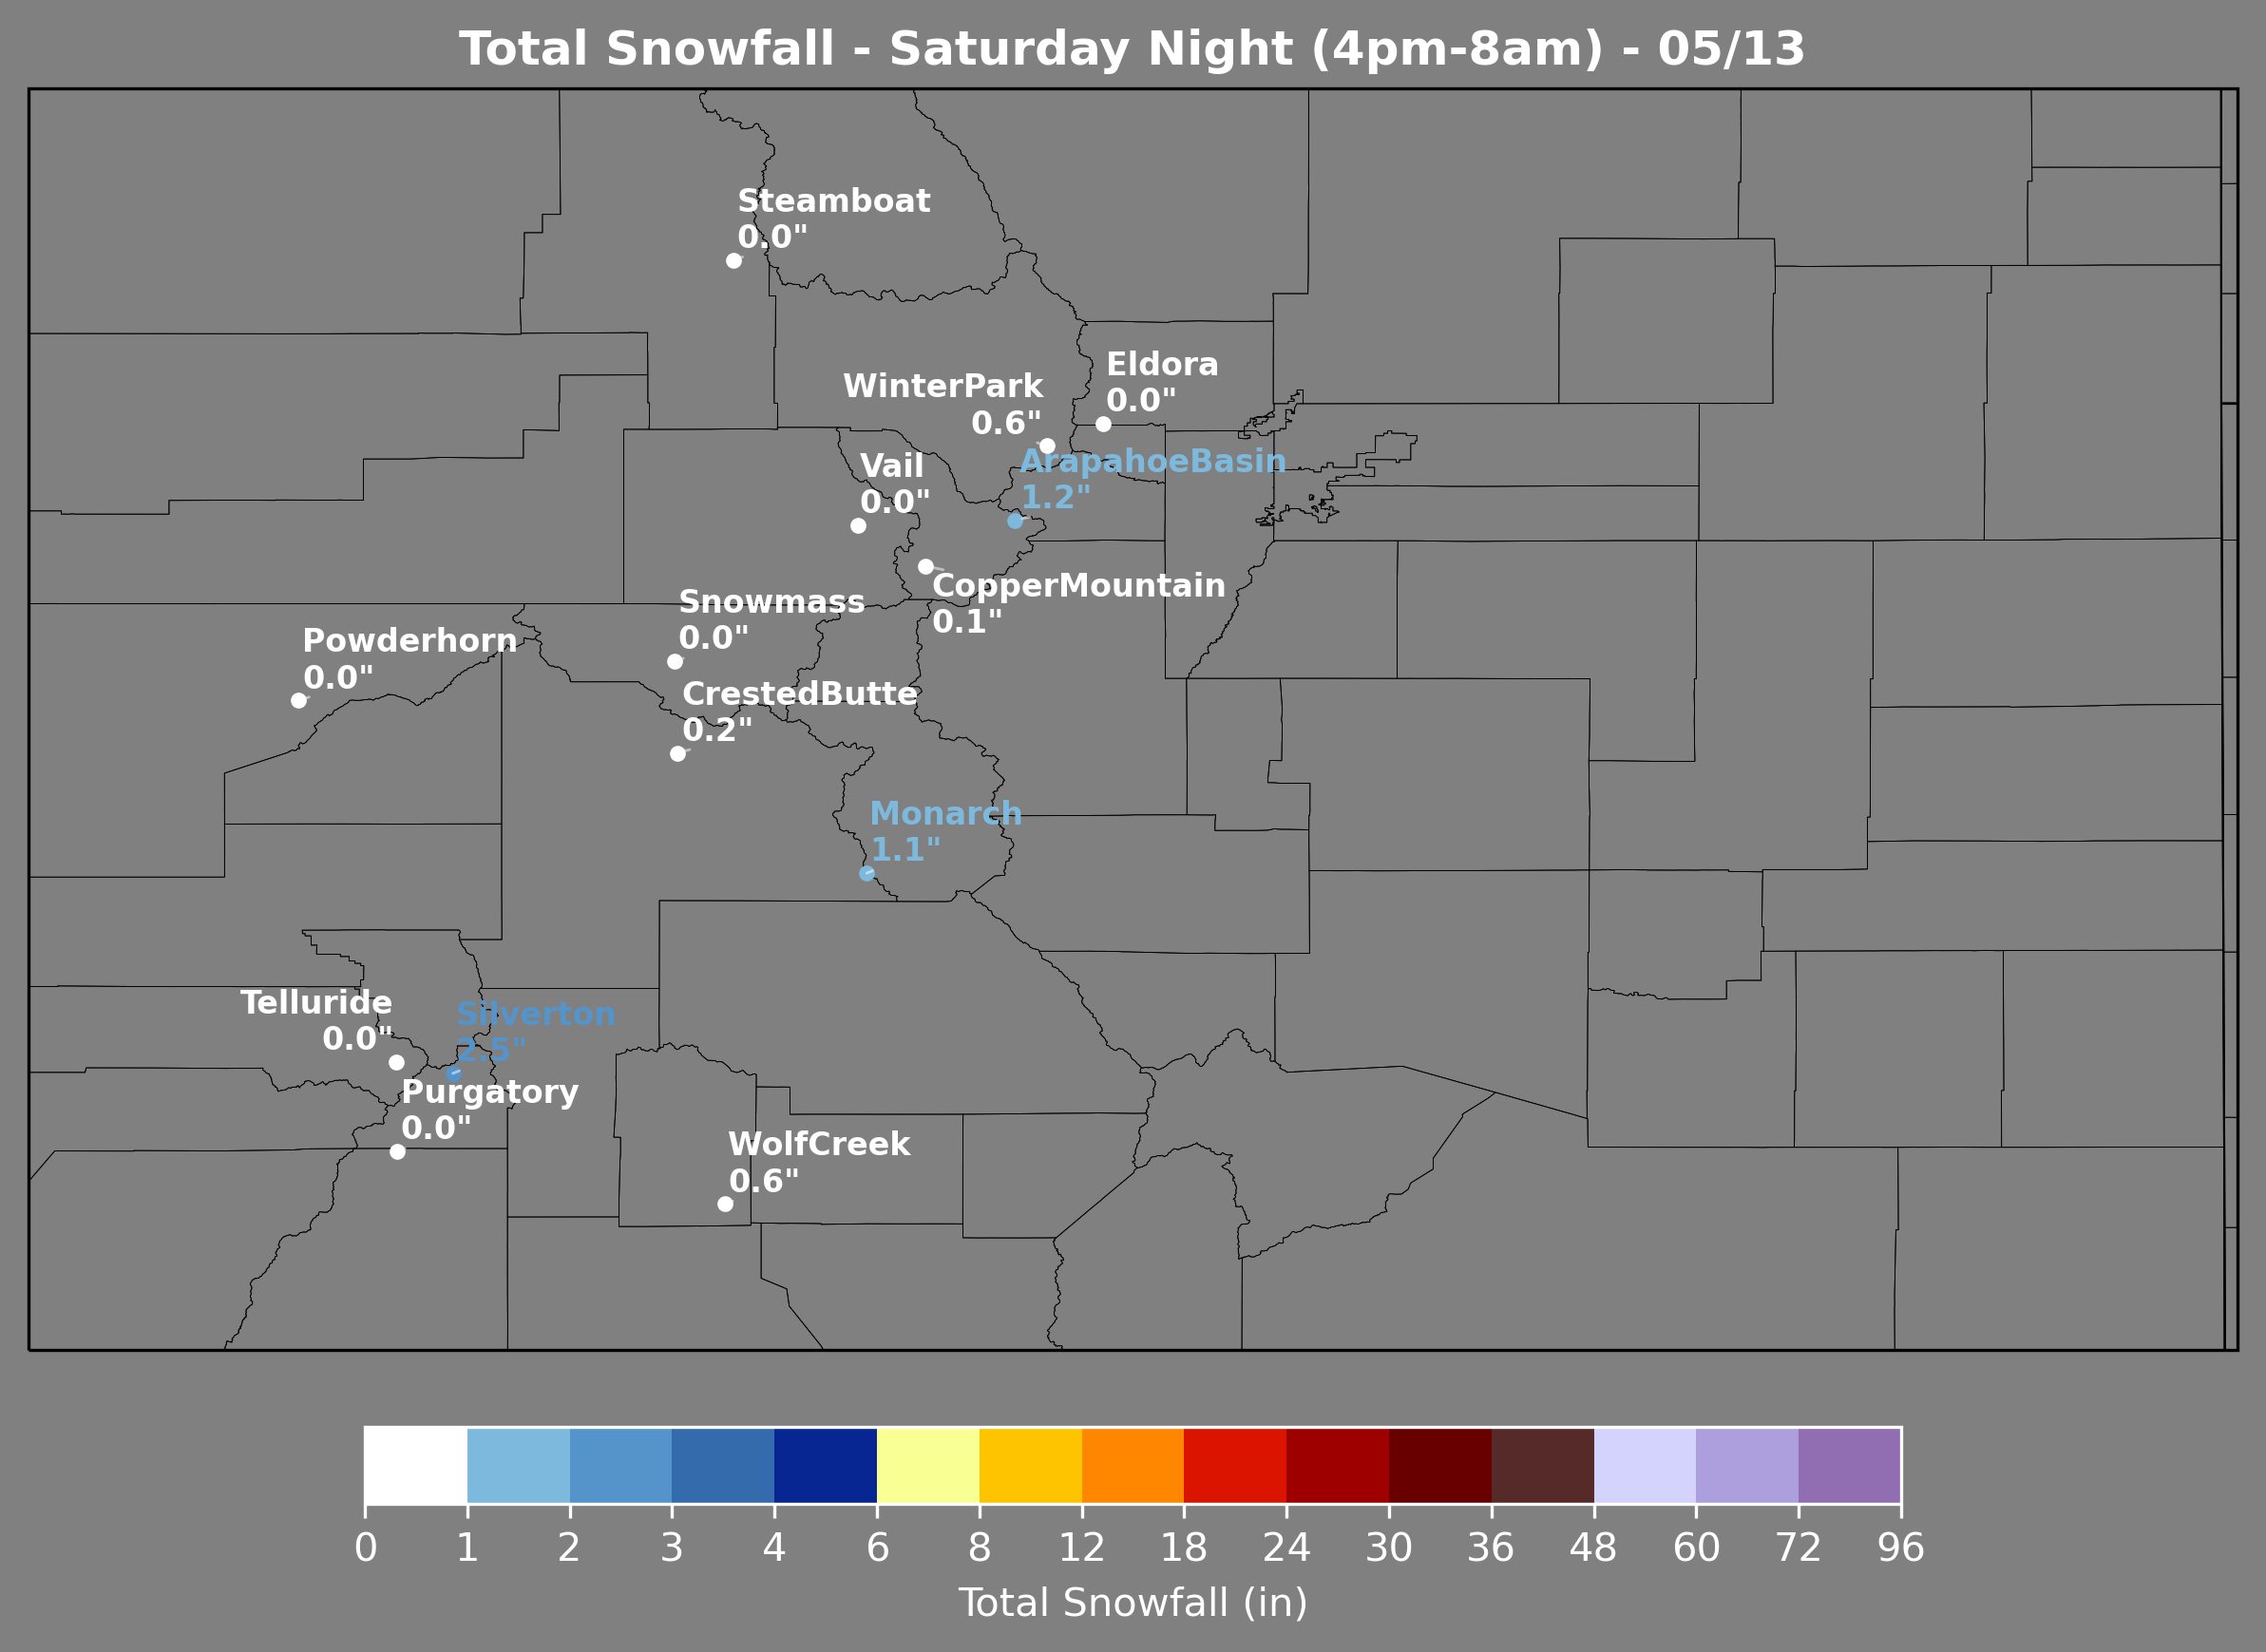 Total Snowfall - Saturday Night (4pm-8am) - 05/13
Steamboat
0.0"
Eldora
0.0"
WinterPark
0.6"
ArapahoeBasin
1.2"
Vail
0.0"
CopperMountain
0.1"
Snowmass
0.0"
Powderhorn
0.0"
CrestedButte
0.2"
Monarch
1.1"
Telluride
0.0"
Silverton
2.5"
Purgatory
0.0"
WolfCreek
0.6"
0 1 2 3 4 6 8 12 18 24 30 36 48 60 72 96
Total Snowfall (in)